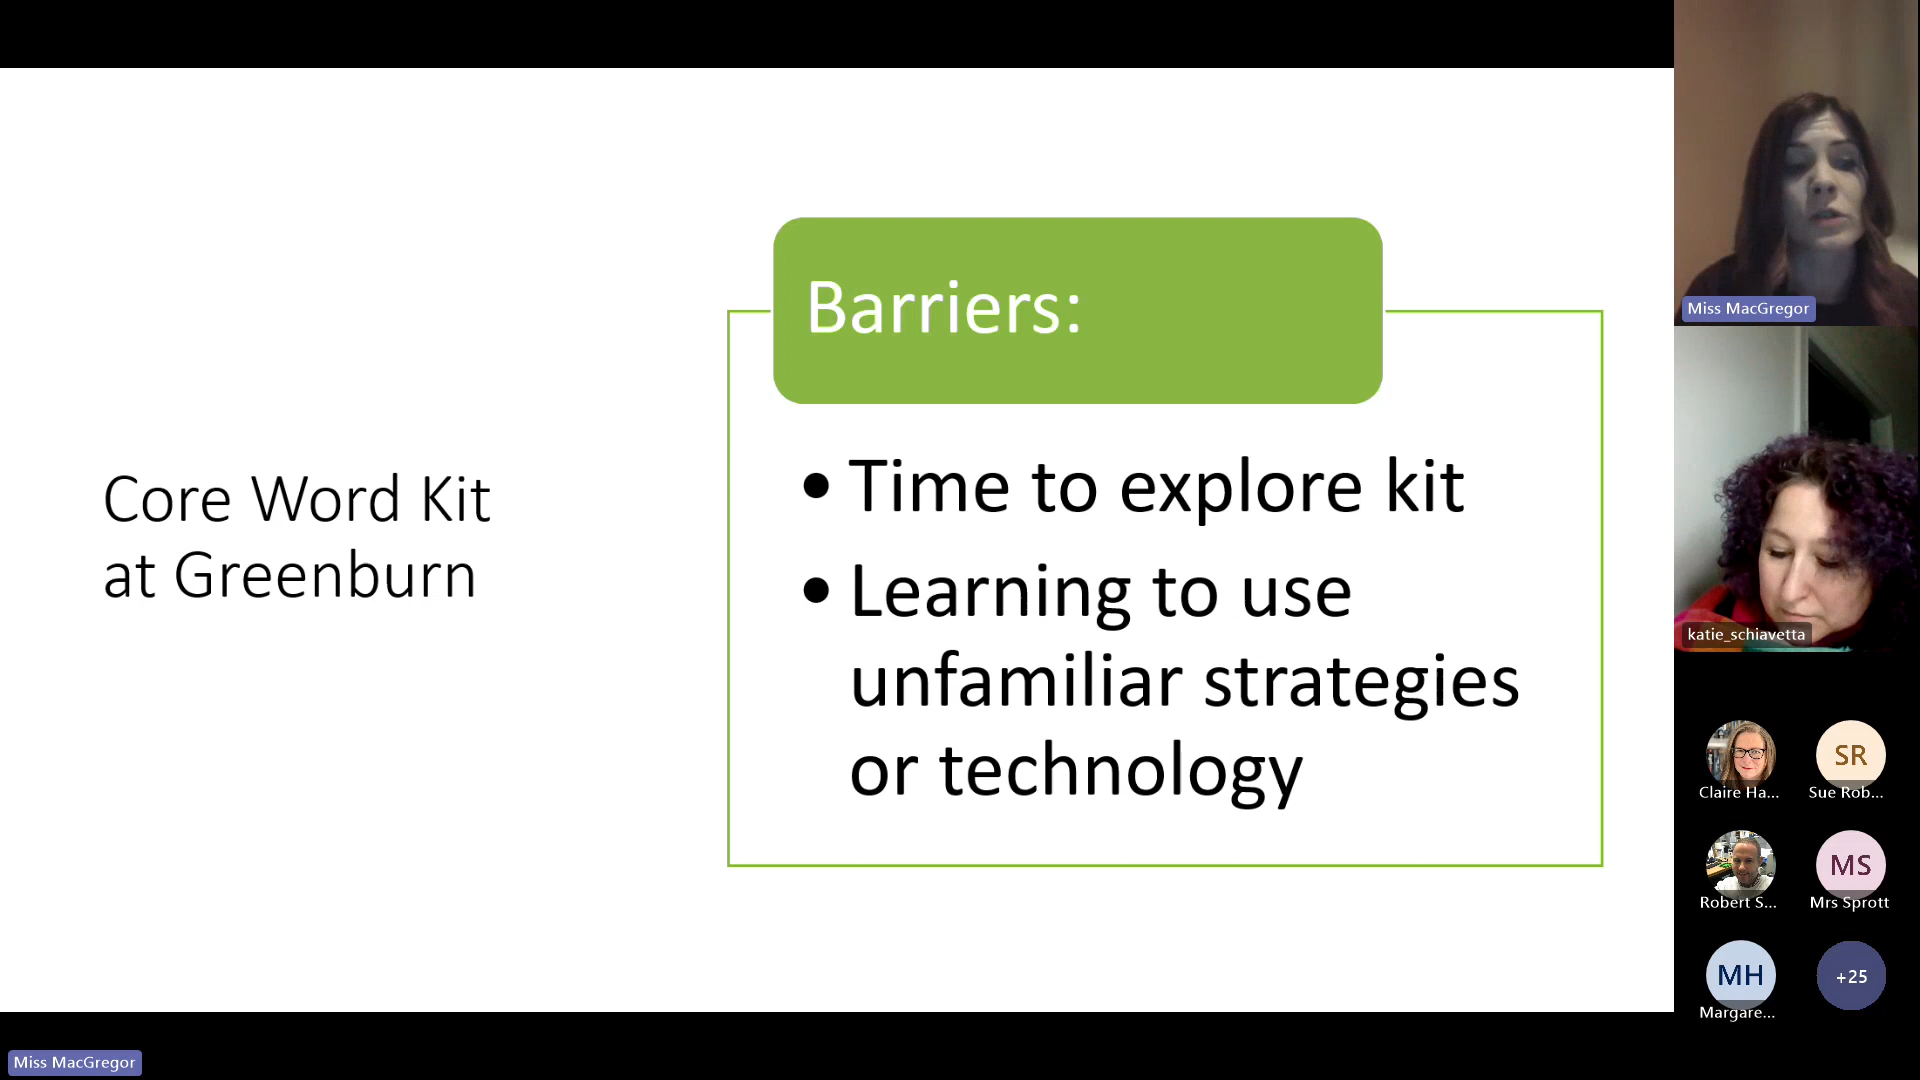 Core Word Kit
at Greenburn
Barriers:
• Time to explore kit
• Learning to use
unfamiliar strategies
or technology
Miss MacGregor
katie_schiavetta
Claire Ha...
SR
Sue Rob...
Robert S...
MS
Mrs Sprott
MH
Margare...
+25
Miss MacGregor